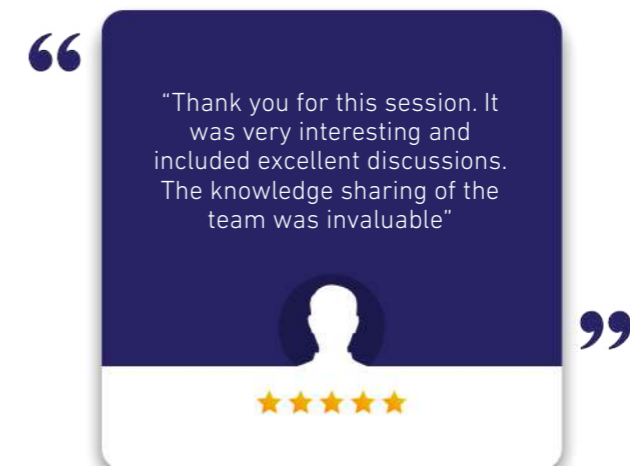 “
“Thank you for this session. It
was very interesting and
included excellent discussions.
The knowledge sharing of the
team was invaluable”
”